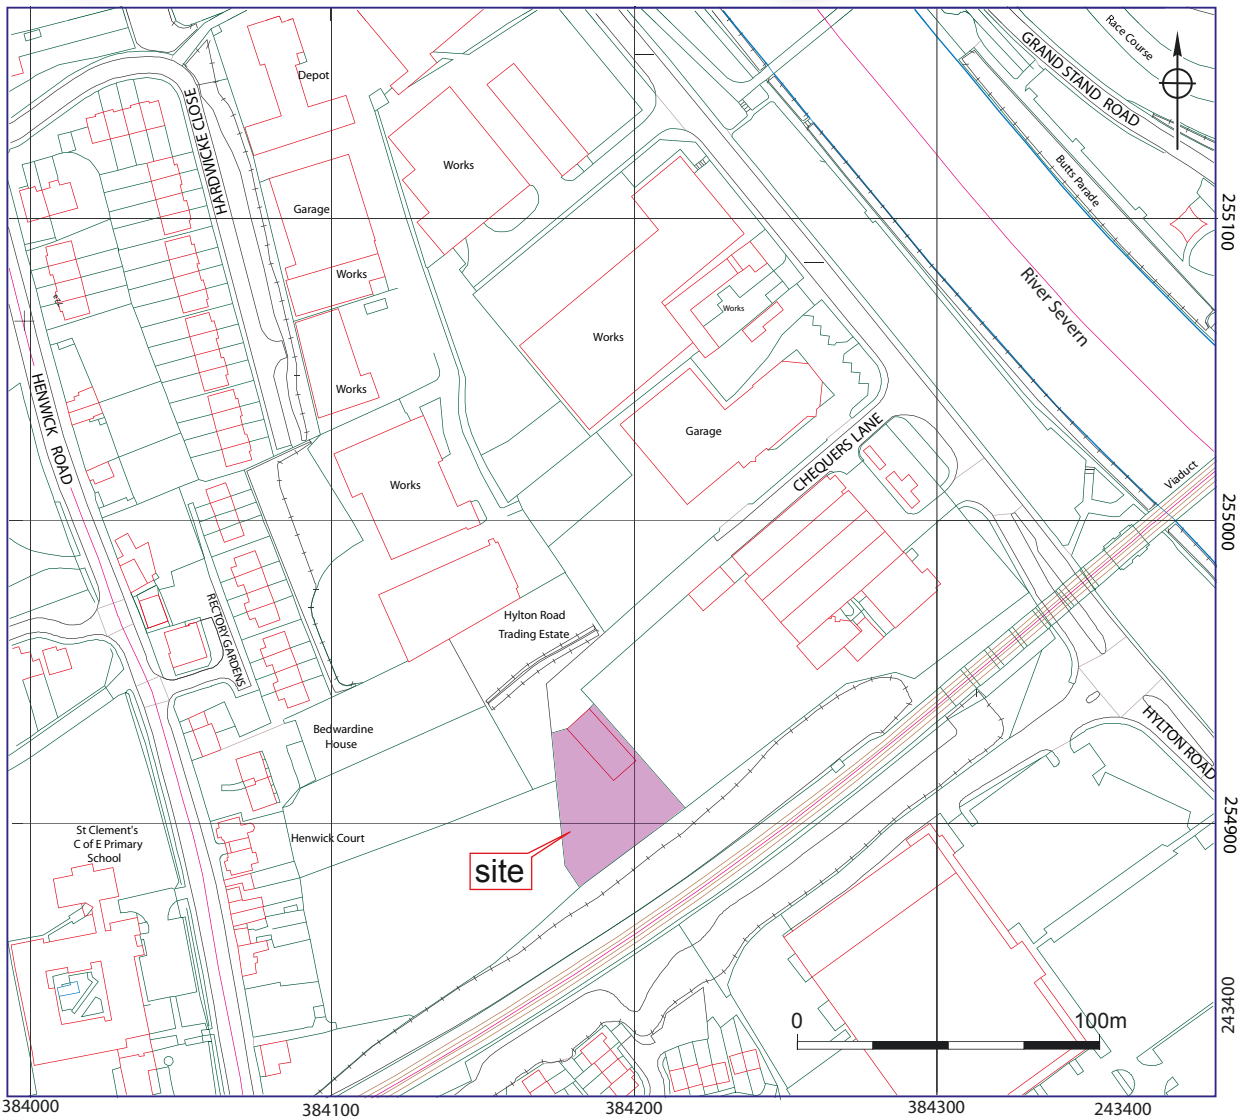 Race Course
GRAND STAND ROAD
Depot
HARDWICKE CLOSE
Works
Butts Parade
Garage
255100
Works
River Severn
Works
Works
HENWICK ROAD
Works
Garage
CHEQUERS LANE
Viaduct
Works
255000
RECTORY GARDENS
Hylton Road
Trading Estate
Bedwardine
House
HYLTON ROAD
St Clement's
C of E Primary
School
Henwick Court
254900
site
243400
0
100m
384000
384100
384200
384300
243400